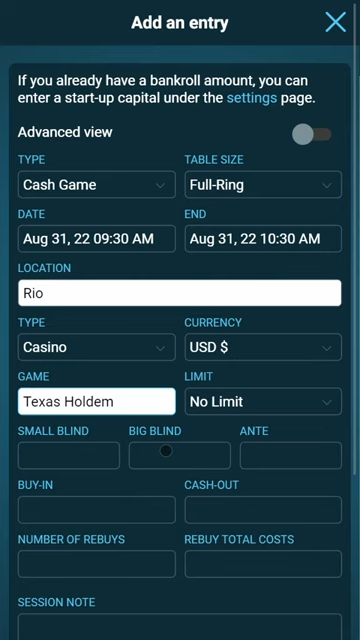 Add an entry
If you already have a bankroll amount, you can
enter a start-up capital under the settings page.
Advanced view
TYPE
TABLE SIZE
Cash Game
Full-Ring
DATE
END
Aug 31, 22 09:30 AM
Aug 31, 22 10:30 AM
LOCATION
Rio
TYPE
CURRENCY
Casino
USD $
GAME
LIMIT
Texas Holdem
No Limit
SMALL BLIND
BIG BLIND
ANTE
BUY-IN
CASH-OUT
NUMBER OF REBUYS
REBUY TOTAL COSTS
SESSION NOTE